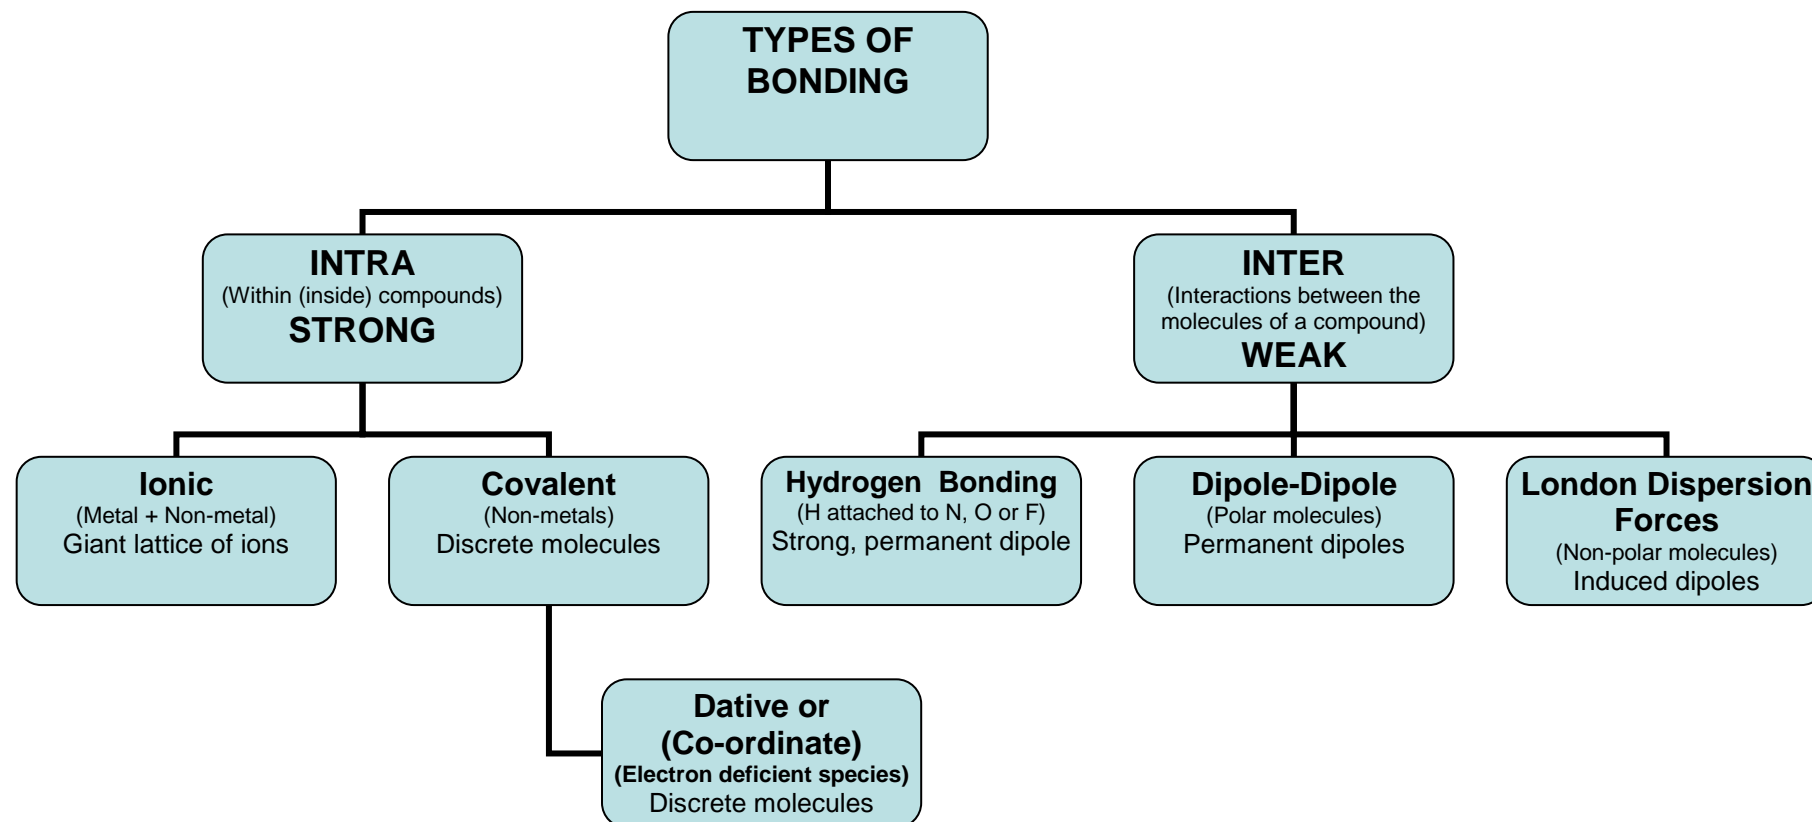 TYPES OF
BONDING
INTRA
(Within (inside) compounds)
STRONG
INTER
(Interactions between the
molecules of a compound)
WEAK
Ionic
(Metal + Non-metal)
Giant lattice of ions
Covalent
(Non-metals)
Discrete molecules
Hydrogen Bonding
(H attached to N, O or F)
Strong, permanent dipole
Dipole-Dipole
(Polar molecules)
Permanent dipoles
London Dispersion
Forces
(Non-polar molecules)
Induced dipoles
Dative or
(Co-ordinate)
(Electron deficient species)
Discrete molecules